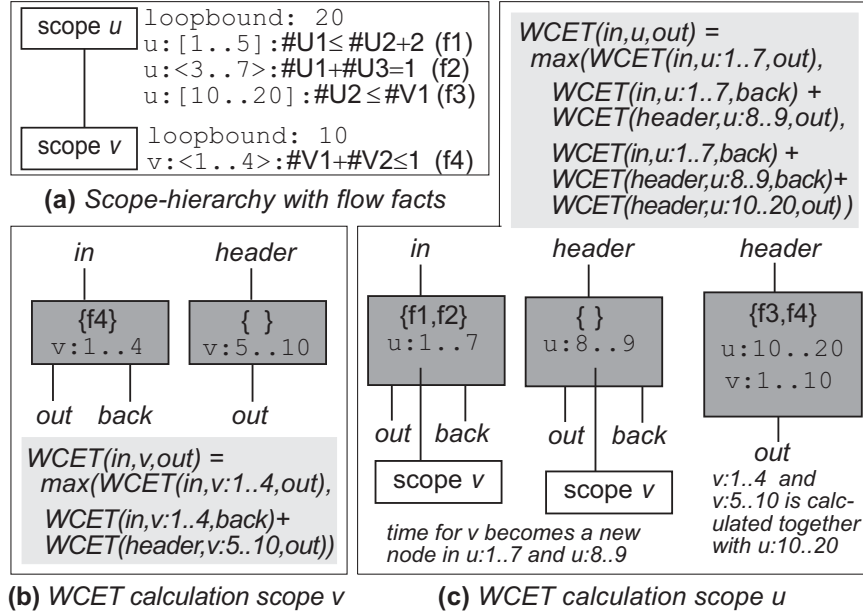 scope u
loopbound: 20
u:[1..5]:#U1≤#U2+2 (f1)
u:<3..7>:#U1+#U3=1 (f2)
u:[10..20]:#U2≤#V1 (f3)
scope v
loopbound: 10
v:<1..4>:#V1+#V2≤1 (f4)
(a) Scope-hierarchy with flow facts
WCET(in,u,out) =
max(WCET(in,u:1..7,out),
WCET(in,u:1..7,back) +
WCET(header,u:8..9,out),
WCET(in,u:1..7,back) +
WCET(header,u:8..9,back)+
WCET(header,u:10..20,out))
in
header
{f4}
v:1..4
{ }
v:5..10
out
back
out
WCET(in,v,out) =
max(WCET(in,v:1..4,out),
WCET(in,v:1..4,back)+
WCET(header,v:5..10,out))
(b) WCET calculation scope v
in
header
header
{f1,f2}
u:1..7
{ }
u:8..9
{f3,f4}
u:10..20
v:1..10
out
back
out
back
out
scope v
scope v
time for v becomes a new
node in u:1..7 and u:8..9
v:1..4 and
v:5..10 is calc-
ulated together
with u:10..20
(c) WCET calculation scope u